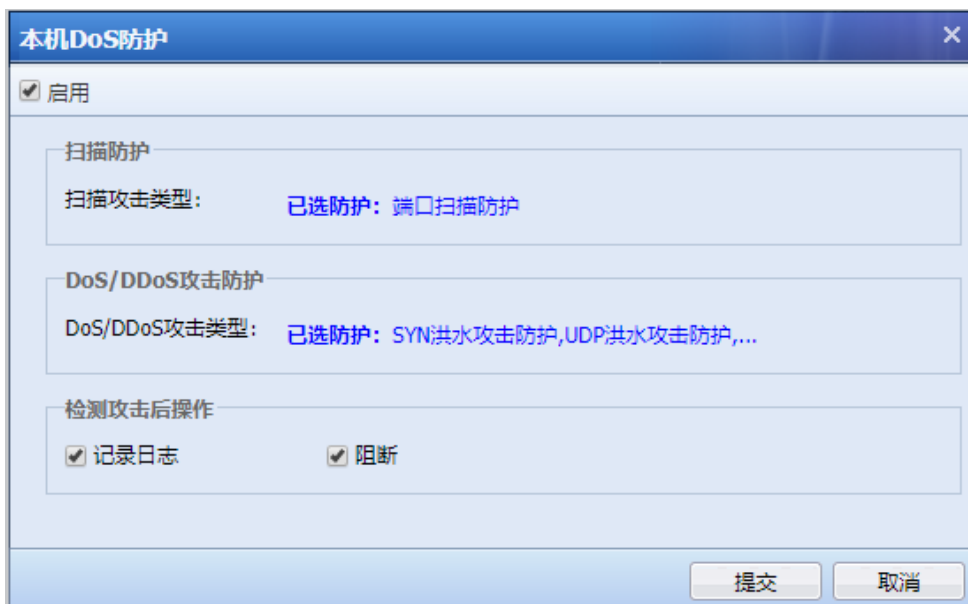 本机DoS防护
启用
扫描防护
扫描攻击类型： 已选防护：端口扫描防护
DoS/DDoS攻击防护
DoS/DDoS攻击类型： 已选防护：SYN洪水攻击防护,UDP洪水攻击防护,...
检测攻击后操作
记录日志 阻断
提交 取消